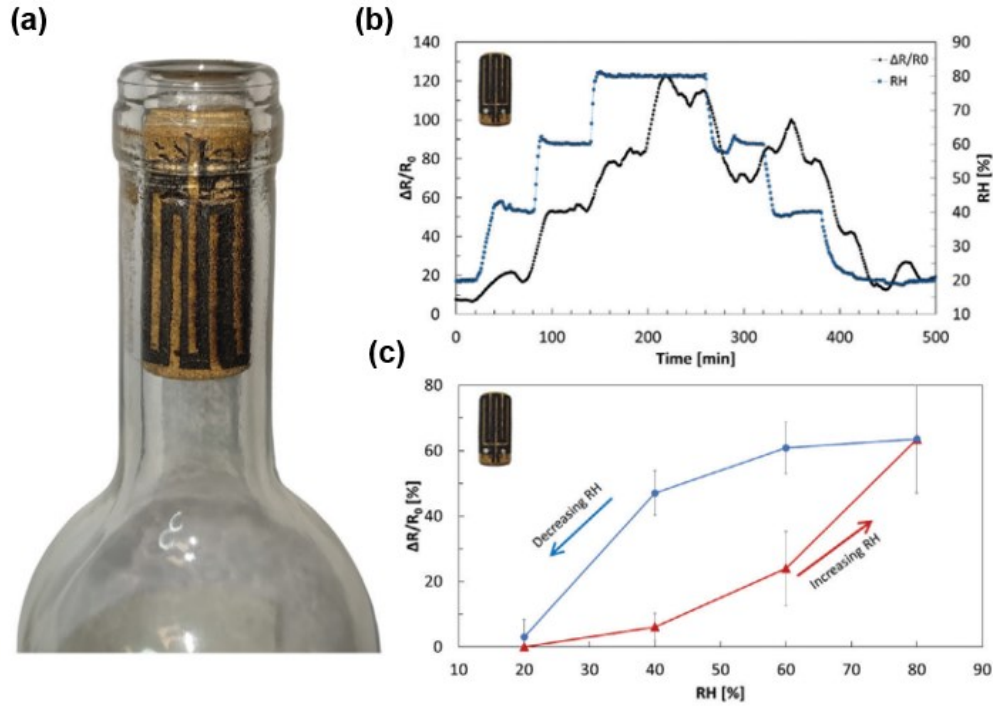 (a)
(b)
140
120
100
80
60
40
20
0
ΔR/R₀
90
80
70
60
50
40
30
20
10
RH [%]
ΔR/R0
RH
0 100 200 300 400 500
Time [min]
(c)
80
60
40
20
0
ΔR/R₀ [%]
Decreasing RH
Increasing RH
10 20 30 40 50 60 70 80 90
RH [%]